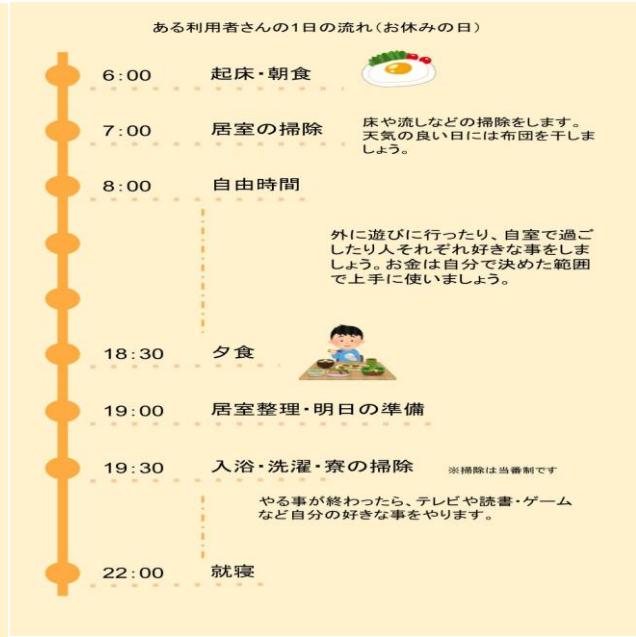 ある利用者さんの1日の流れ(お休みの日)
6:00 起床・朝食
7:00 居室の掃除
床や流しなどの掃除をします。
天気の良い日には布団を干しま
しょう。
8:00 自由時間
外に遊びに行ったり、自室で過ご
したり人それぞれ好きな事をしま
しょう。お金は自分で決めた範囲
で上手に使いましょう。
18:30 夕食
19:00 居室整理・明日の準備
19:30 入浴・洗濯・寮の掃除 ※掃除は当番制です
やる事が終わったら、テレビや読書・ゲーム
など自分の好きな事をやります。
22:00 就寝